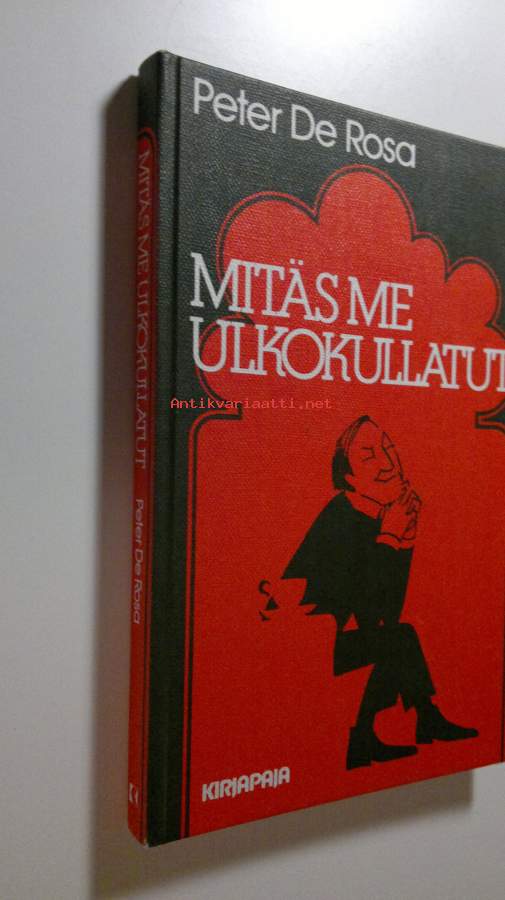 Peter De Rosa
MITÄS ME
ULKOKULLATUT
Antikvariaatti.net
KIRJAPAJA
MITÄS ME ULKOKULLATUT
Peter De Rosa